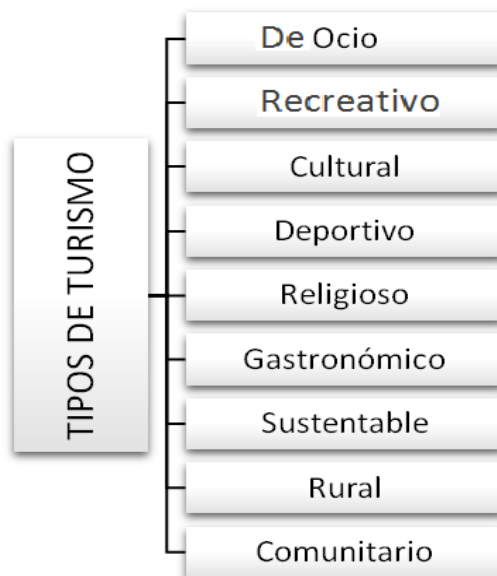 TIPOS DE TURISMO
De Ocio
Recreativo
Cultural
Deportivo
Religioso
Gastronómico
Sustentable
Rural
Comunitario